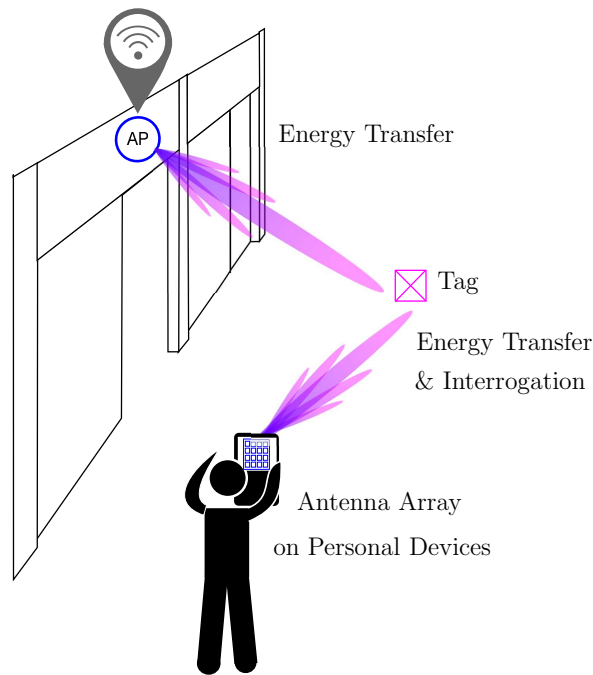 AP
Energy Transfer
Tag
Energy Transfer
& Interrogation
Antenna Array
on Personal Devices